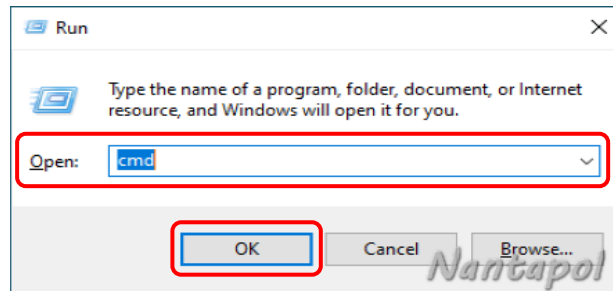 Run
Type the name of a program, folder, document, or Internet
resource, and Windows will open it for you.
Open: cmd
OK Cancel Browse...
Nantapol